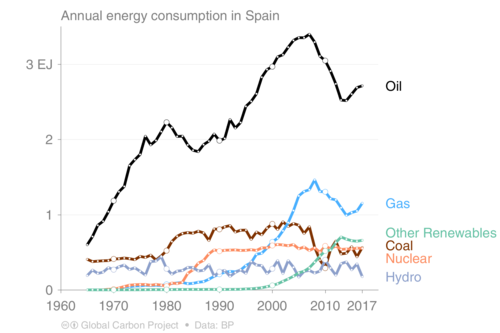 Annual energy consumption in Spain
3 EJ
Oil
2
Gas
1
Other Renewables
Coal
Nuclear
Hydro
0
1960 1970 1980 1990 2000 2010 2017
Global Carbon Project • Data: BP